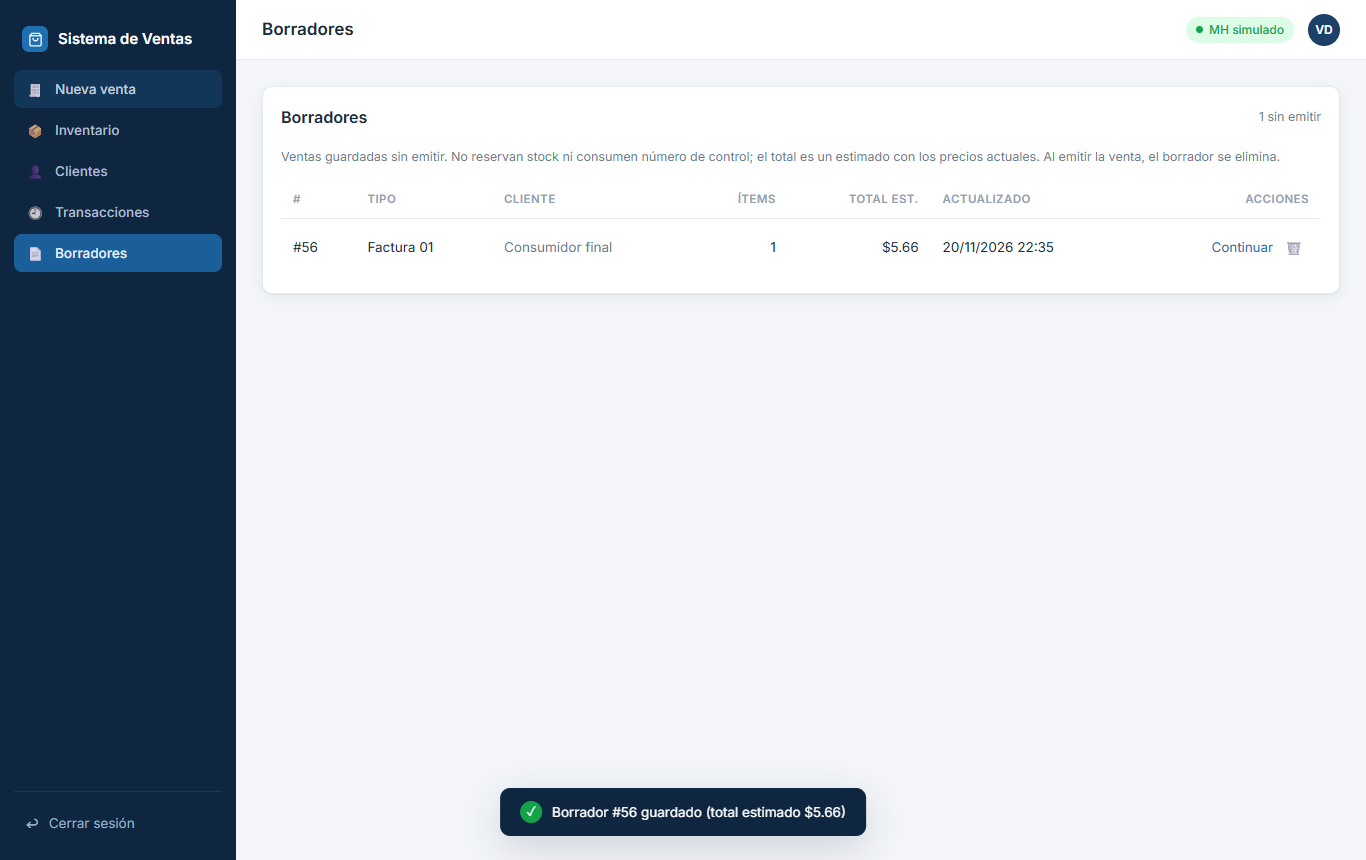 Sistema de Ventas
Nueva venta
Inventario
Clientes
Transacciones
Borradores
Cerrar sesión
Borradores
MH simulado
VD
Borradores
1 sin emitir
Ventas guardadas sin emitir. No reservan stock ni consumen número de control; el total es un estimado con los precios actuales. Al emitir la venta, el borrador se elimina.
# TIPO CLIENTE ÍTEMS TOTAL EST. ACTUALIZADO ACCIONES
#56 Factura 01 Consumidor final 1 $5.66 20/11/2026 22:35 Continuar
Borrador #56 guardado (total estimado $5.66)